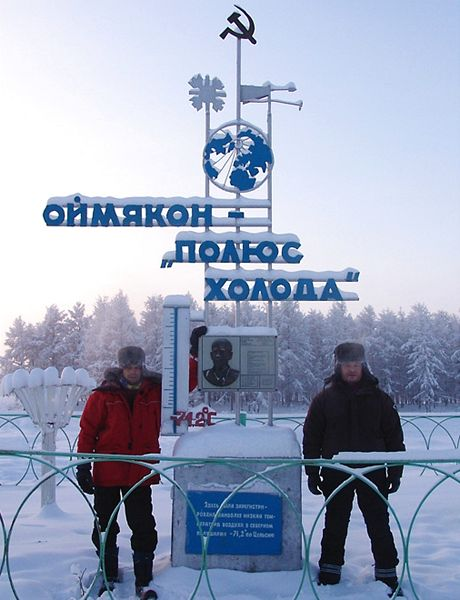 ОЙМЯКОН -
"ПОЛЮС
ХОЛОДА"
-71.2°C
ЗДЕСЬ БЫЛА ЗАРЕГИСТРИ-
РОВАНА НАИБОЛЕЕ НИЗКАЯ ТЕМ-
ПЕРАТУРА ВОЗДУХА В СЕВЕРНОМ
ПОЛУШАРИИ -71,2° ПО ЦЕЛЬСИЮ